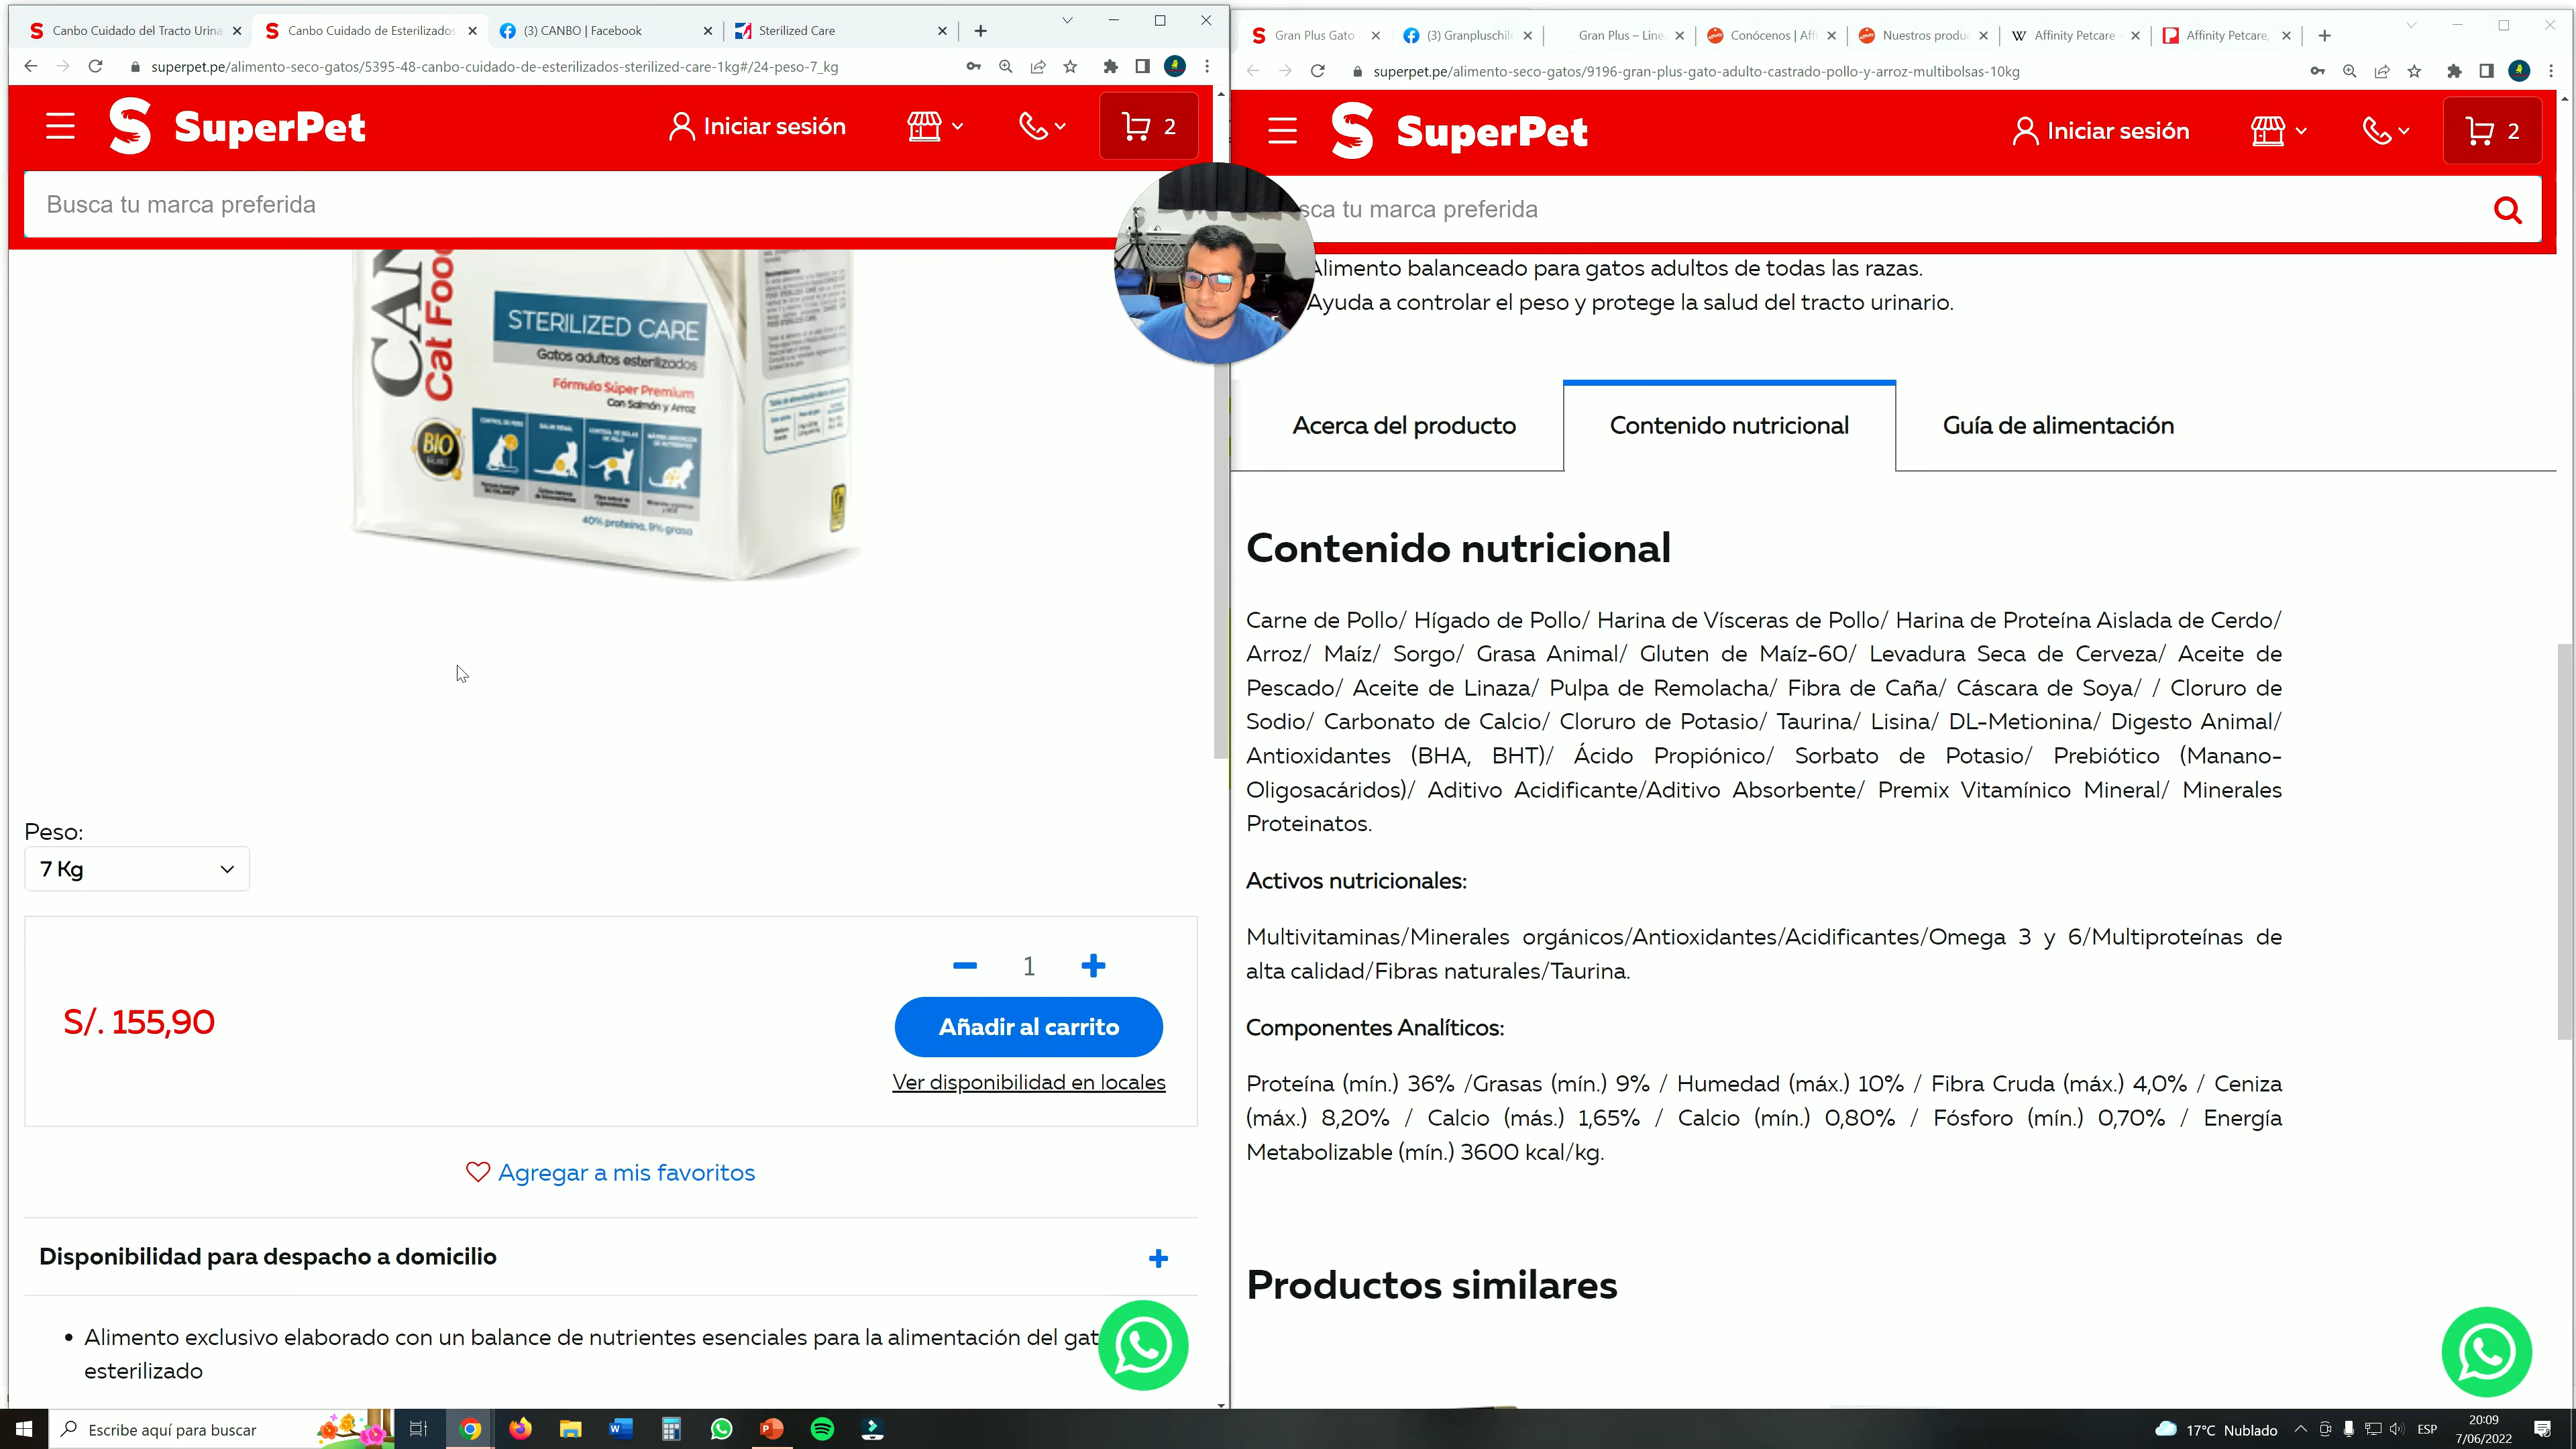 Canbo Cuidado del Tracto Urina
Canbo Cuidado de Esterilizados
(3) CANBO | Facebook
Sterilized Care
superpet.pe/alimento-seco-gatos/5395-48-canbo-cuidado-de-esterilizados-sterilized-care-1kg#/24-peso-7_kg
SuperPet
Iniciar sesión
2
Busca tu marca preferida
CAN
Cat Food
STERILIZED CARE
Gatos adultos esterilizados
Fórmula Súper Premium
Con Salmón y Arroz
BIO
40% proteína, 9% grasa
Peso:
7 Kg
1
S/. 155,90
Añadir al carrito
Ver disponibilidad en locales
Agregar a mis favoritos
Disponibilidad para despacho a domicilio
• Alimento exclusivo elaborado con un balance de nutrientes esenciales para la alimentación del gat
esterilizado
Gran Plus Gato
(3) Granpluschil
Gran Plus – Line
Conócenos | Affi
Nuestros produc
Affinity Petcare
Affinity Petcare,
superpet.pe/alimento-seco-gatos/9196-gran-plus-gato-adulto-castrado-pollo-y-arroz-multibolsas-10kg
SuperPet
Iniciar sesión
2
sca tu marca preferida
Alimento balanceado para gatos adultos de todas las razas.
Ayuda a controlar el peso y protege la salud del tracto urinario.
Acerca del producto
Contenido nutricional
Guía de alimentación
Contenido nutricional
Carne de Pollo/ Hígado de Pollo/ Harina de Vísceras de Pollo/ Harina de Proteína Aislada de Cerdo/
Arroz/ Maíz/ Sorgo/ Grasa Animal/ Gluten de Maíz-60/ Levadura Seca de Cerveza/ Aceite de
Pescado/ Aceite de Linaza/ Pulpa de Remolacha/ Fibra de Caña/ Cáscara de Soya/ / Cloruro de
Sodio/ Carbonato de Calcio/ Cloruro de Potasio/ Taurina/ Lisina/ DL-Metionina/ Digesto Animal/
Antioxidantes (BHA, BHT)/ Ácido Propiónico/ Sorbato de Potasio/ Prebiótico (Manano-
Oligosacáridos)/ Aditivo Acidificante/Aditivo Absorbente/ Premix Vitamínico Mineral/ Minerales
Proteinatos.
Activos nutricionales:
Multivitaminas/Minerales orgánicos/Antioxidantes/Acidificantes/Omega 3 y 6/Multiproteínas de
alta calidad/Fibras naturales/Taurina.
Componentes Analíticos:
Proteína (mín.) 36% /Grasas (mín.) 9% / Humedad (máx.) 10% / Fibra Cruda (máx.) 4,0% / Ceniza
(máx.) 8,20% / Calcio (más.) 1,65% / Calcio (mín.) 0,80% / Fósforo (mín.) 0,70% / Energía
Metabolizable (mín.) 3600 kcal/kg.
Productos similares
Escribe aquí para buscar
17°C Nublado
ESP
20:09
7/06/2022